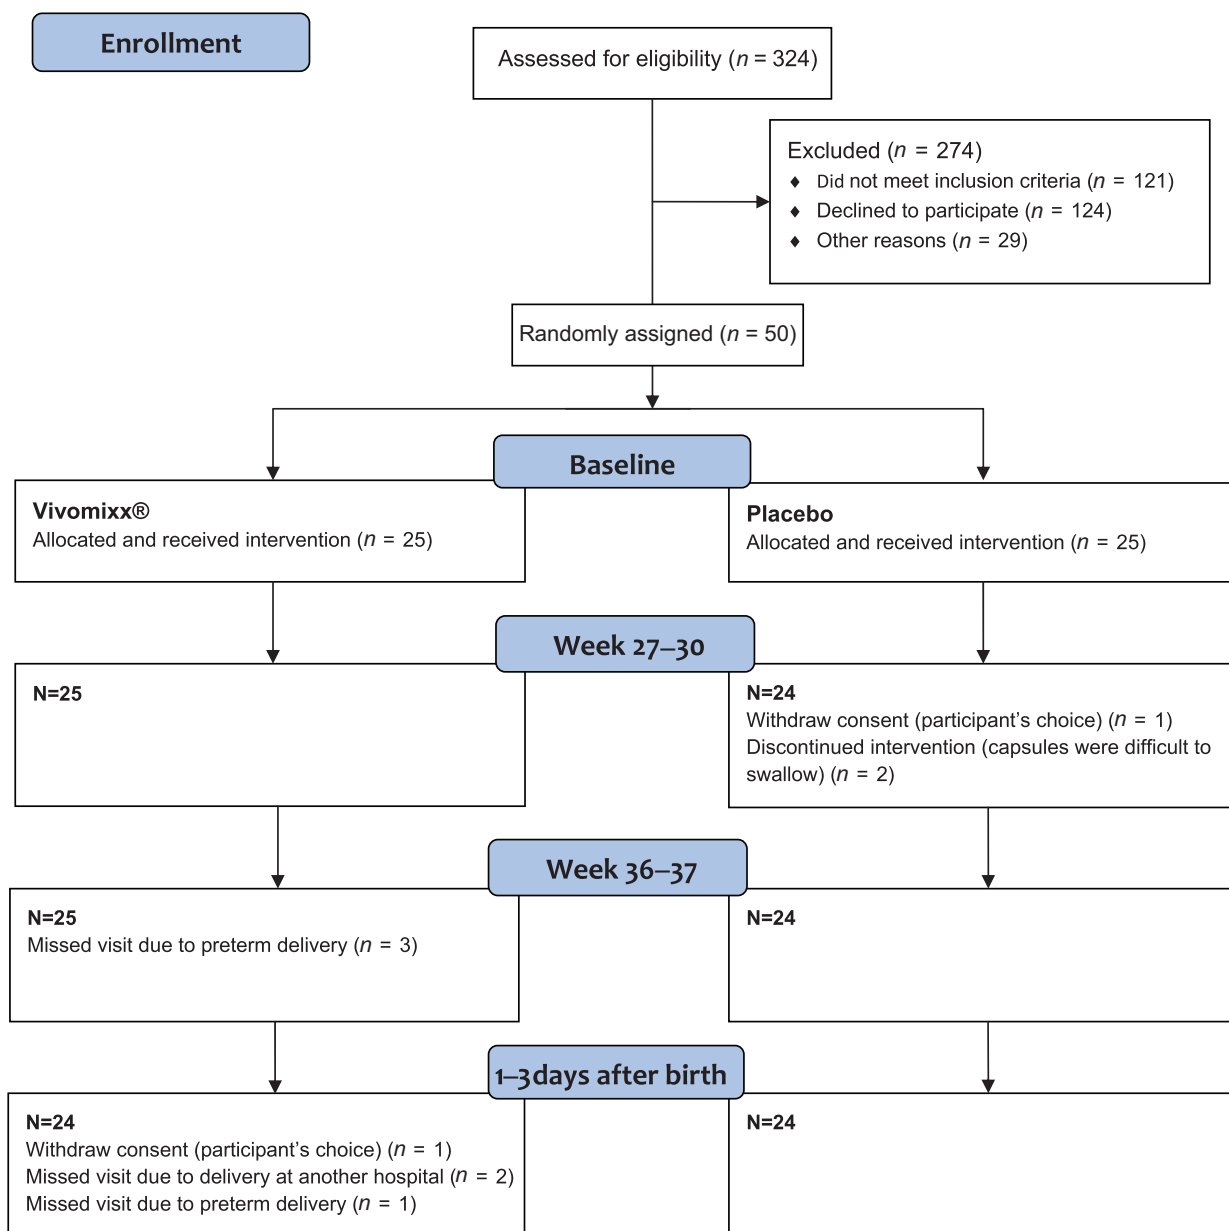 Enrollment
Assessed for eligibility (n = 324)
Excluded (n = 274)
♦ Did not meet inclusion criteria (n = 121)
♦ Declined to participate (n = 124)
♦ Other reasons (n = 29)
Randomly assigned (n = 50)
Baseline
Vivomixx®
Allocated and received intervention (n = 25)
Placebo
Allocated and received intervention (n = 25)
Week 27–30
N=25
N=24
Withdraw consent (participant’s choice) (n = 1)
Discontinued intervention (capsules were difficult to
swallow) (n = 2)
Week 36–37
N=25
Missed visit due to preterm delivery (n = 3)
N=24
1–3days after birth
N=24
Withdraw consent (participant’s choice) (n = 1)
Missed visit due to delivery at another hospital (n = 2)
Missed visit due to preterm delivery (n = 1)
N=24